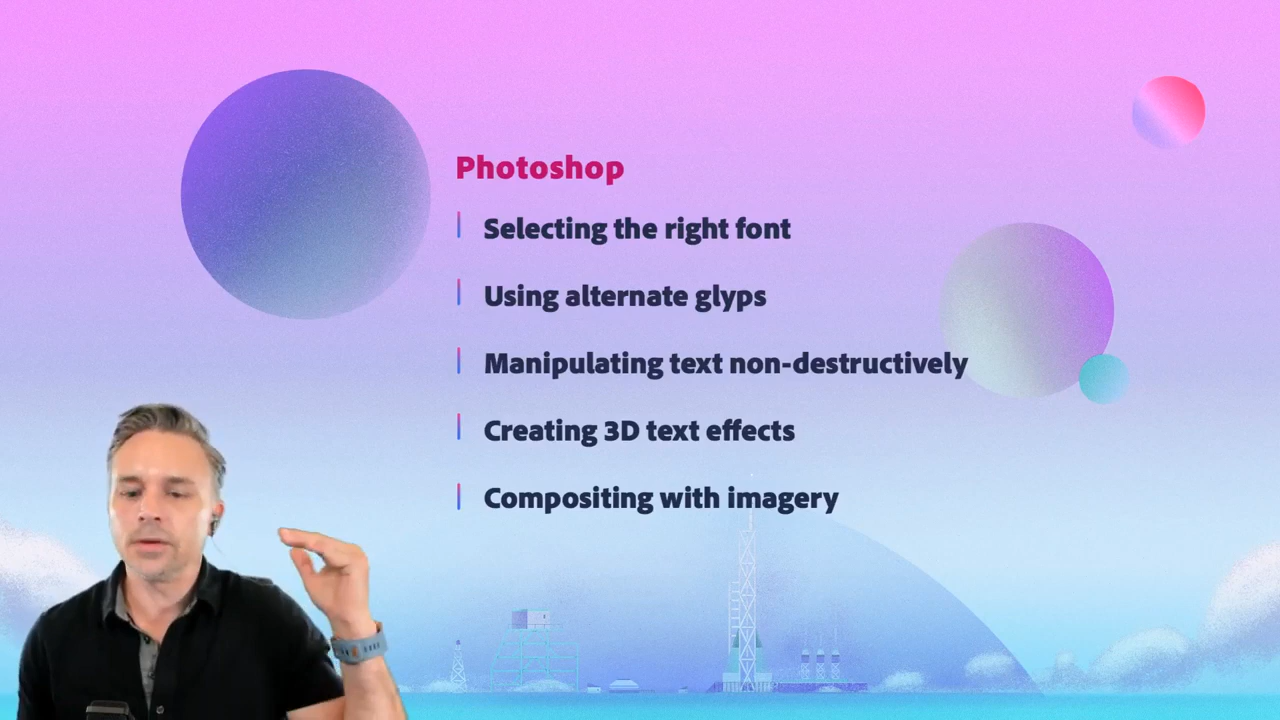 Photoshop
Selecting the right font
Using alternate glyps
Manipulating text non-destructively
Creating 3D text effects
Compositing with imagery